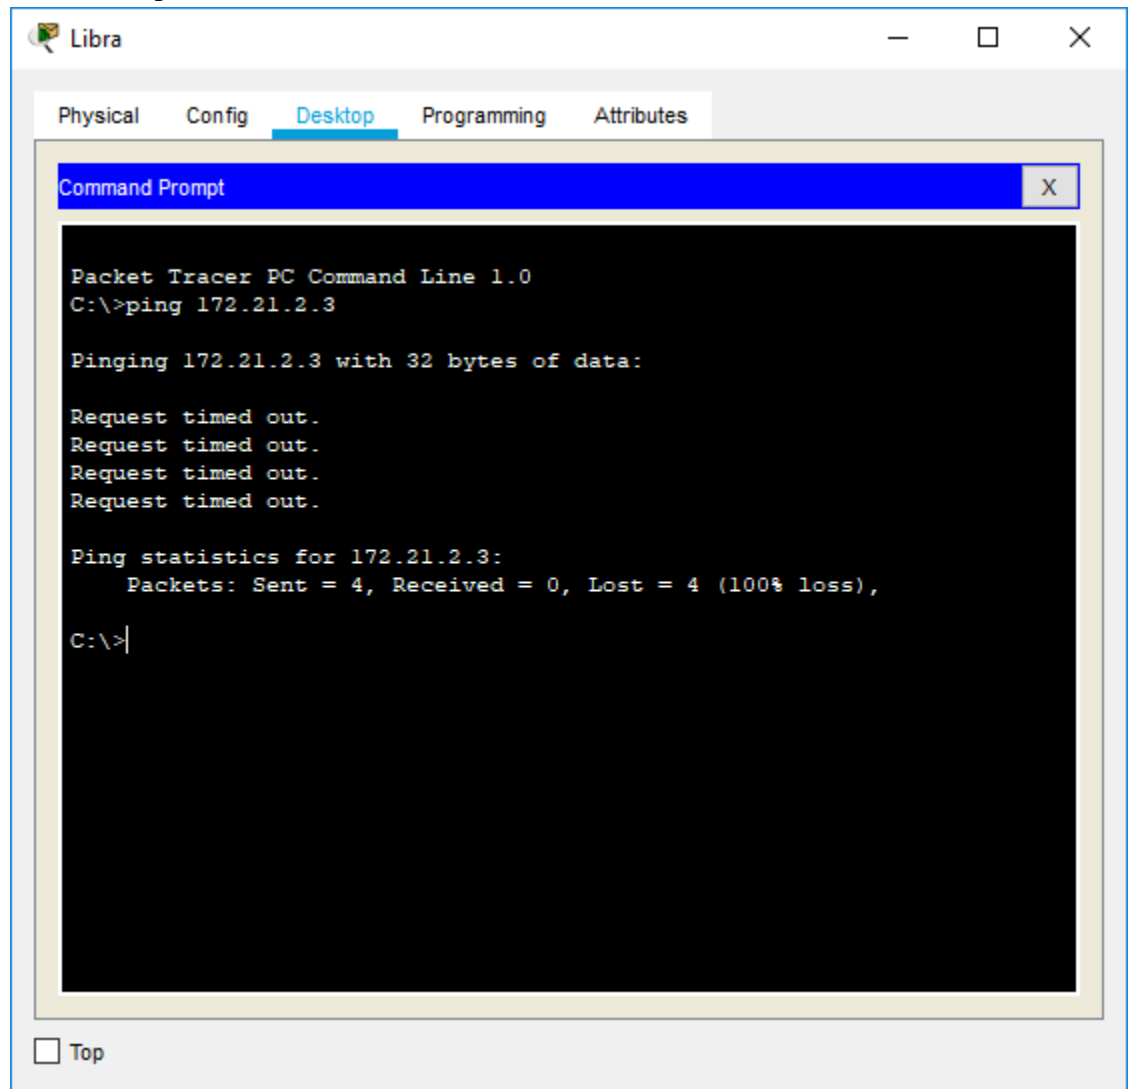 Libra
Physical Config Desktop Programming Attributes
Command Prompt
X
Packet Tracer PC Command Line 1.0
C:\>ping 172.21.2.3
Pinging 172.21.2.3 with 32 bytes of data:
Request timed out.
Request timed out.
Request timed out.
Request timed out.
Ping statistics for 172.21.2.3:
Packets: Sent = 4, Received = 0, Lost = 4 (100% loss),
C:\>
Top